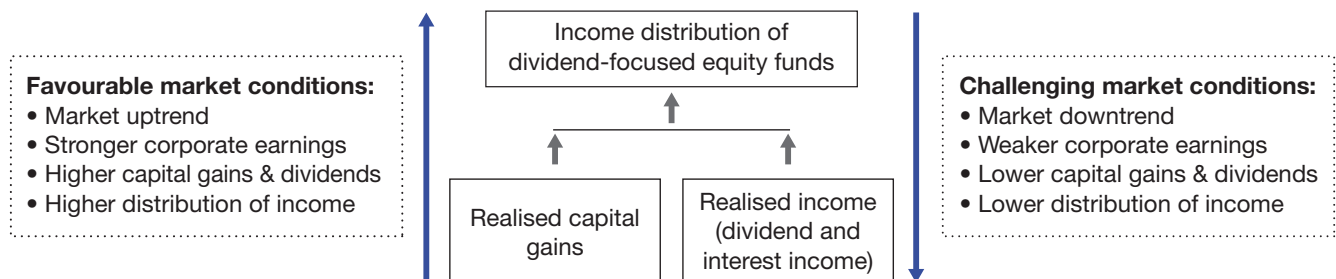 Favourable market conditions:
• Market uptrend
• Stronger corporate earnings
• Higher capital gains & dividends
• Higher distribution of income
Income distribution of
dividend-focused equity funds
Realised capital
gains
Realised income
(dividend and
interest income)
Challenging market conditions:
• Market downtrend
• Weaker corporate earnings
• Lower capital gains & dividends
• Lower distribution of income